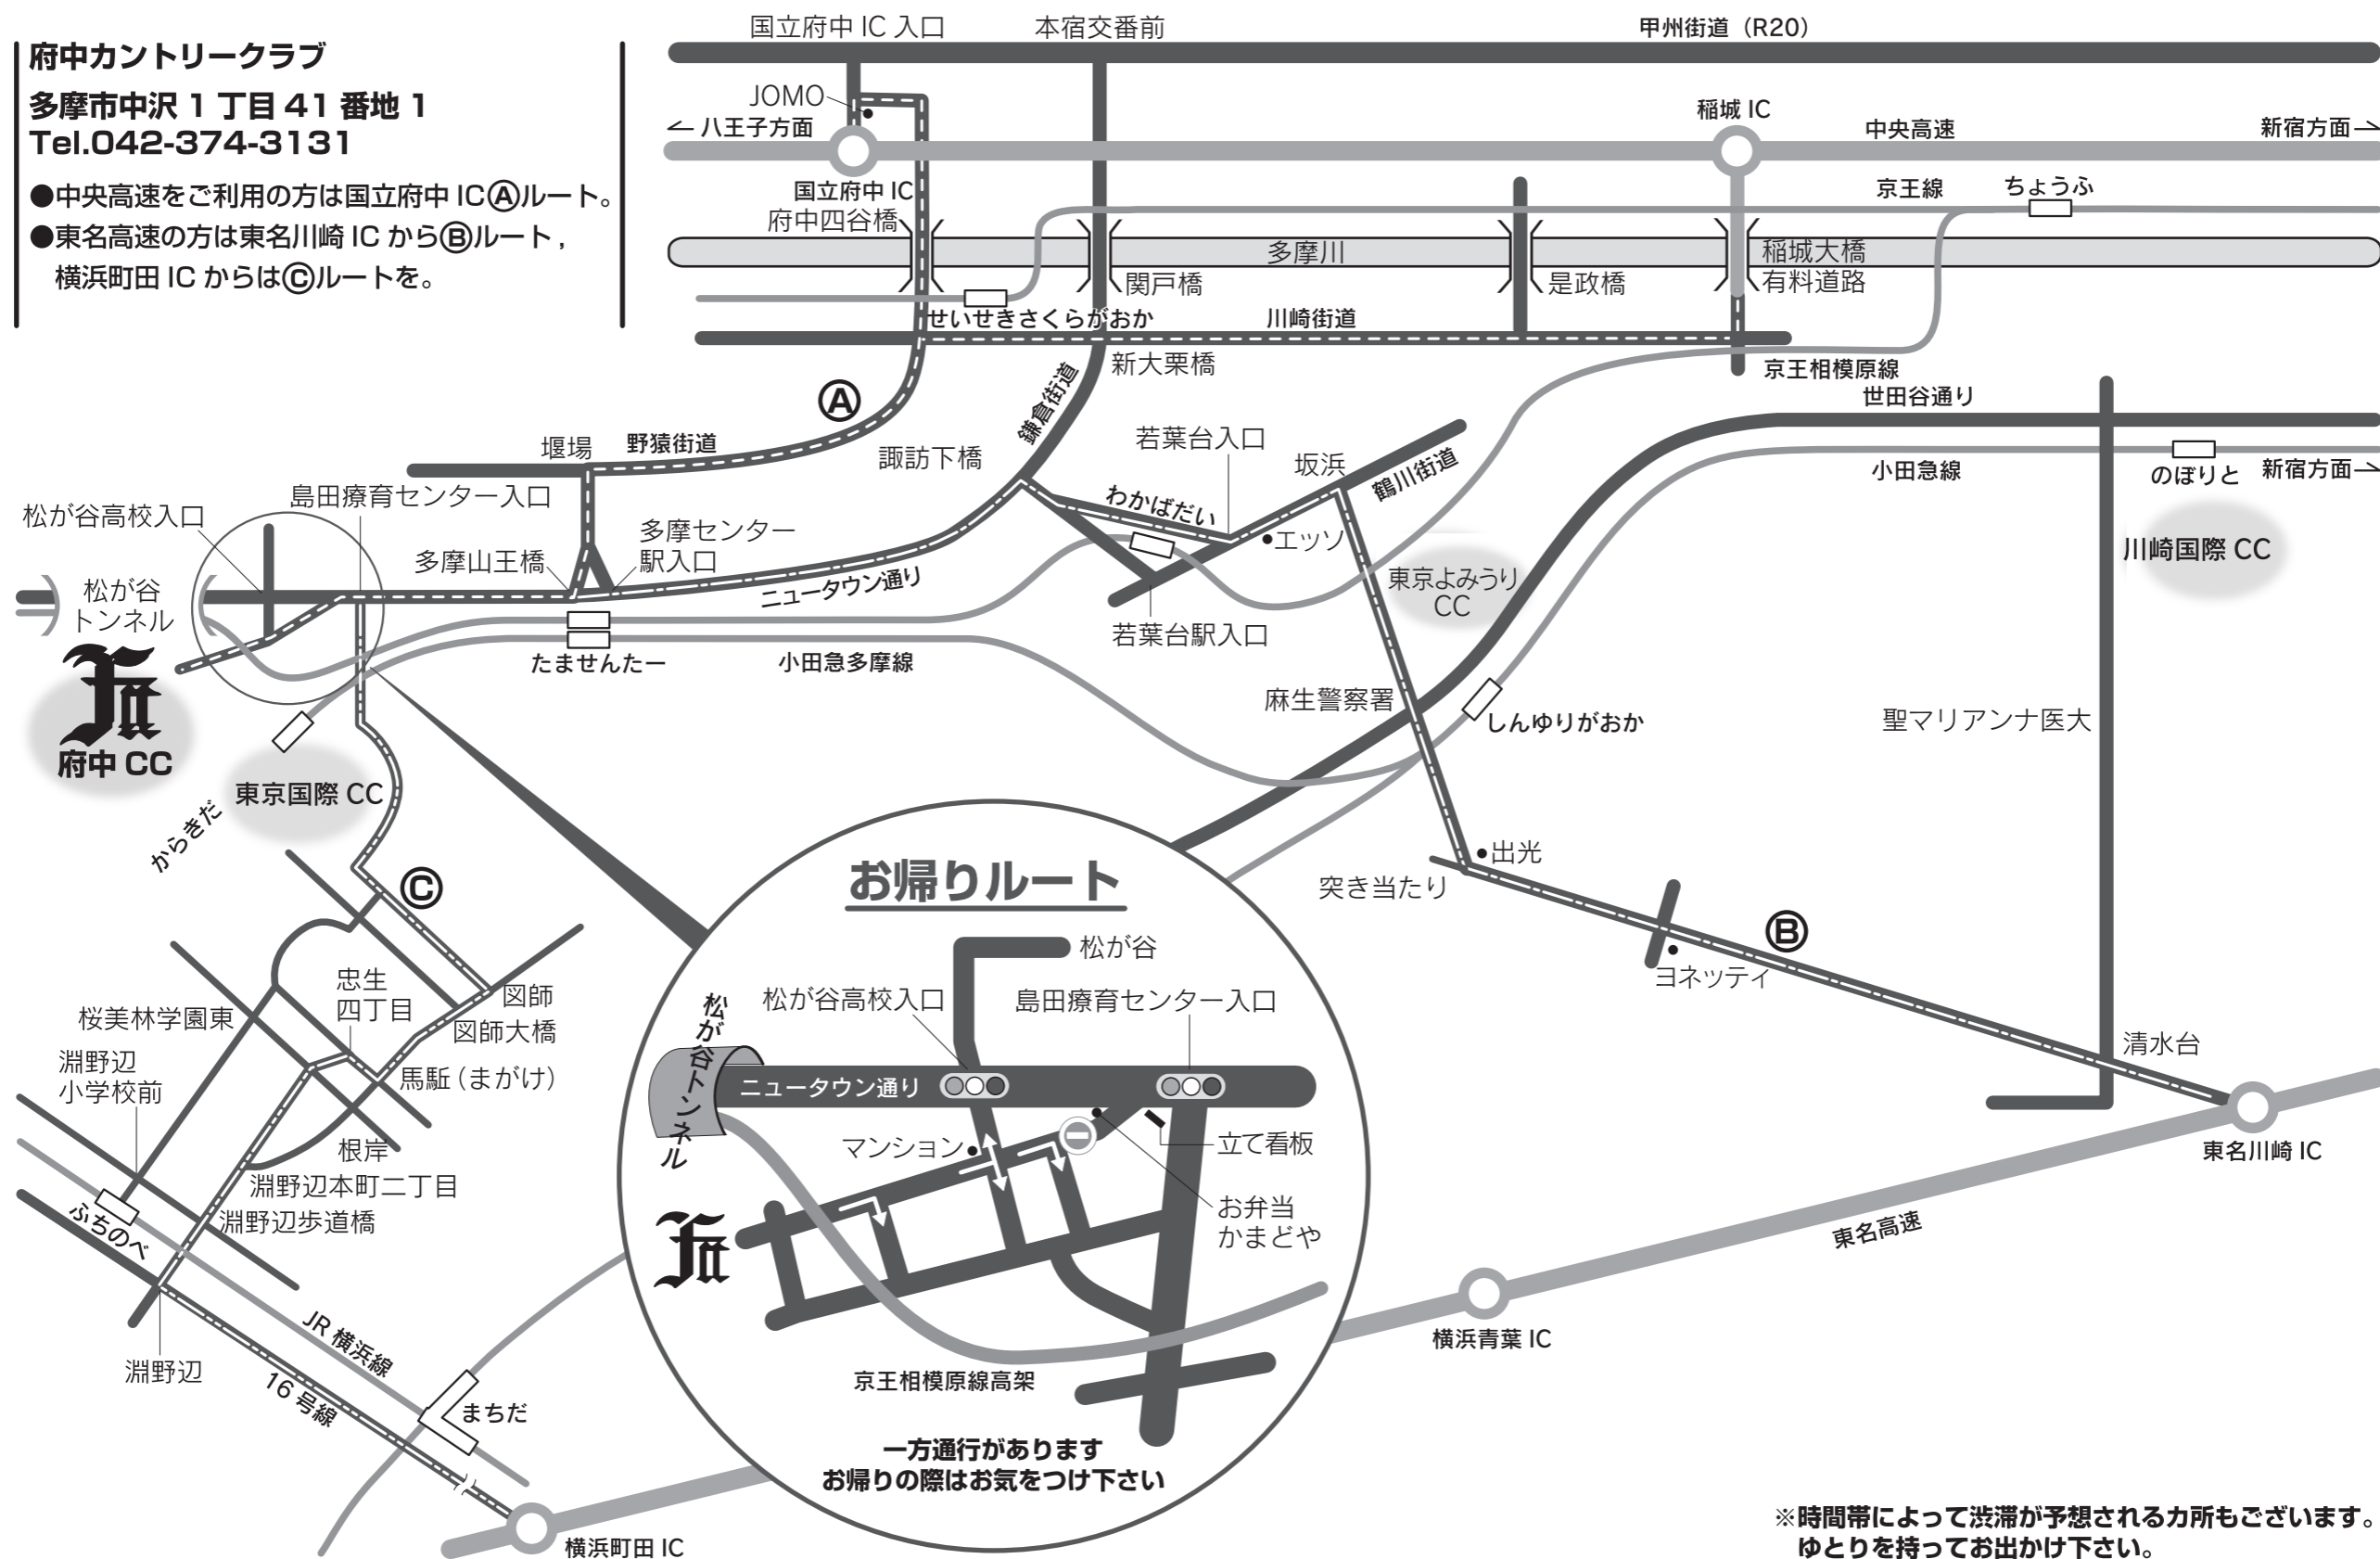 府中カントリークラブ
多摩市中沢 1 丁目 41 番地 1
Tel.042-374-3131
●中央高速をご利用の方は国立府中 ICⒶルート。
●東名高速の方は東名川崎 IC からⒷルート,
横浜町田 IC からはⒸルートを。
国立府中 IC 入口
本宿交番前
甲州街道（R20）
JOMO
八王子方面
稲城 IC
中央高速
新宿方面
国立府中 IC
府中四谷橋
京王線
ちょうふ
多摩川
稲城大橋
有料道路
関戸橋
是政橋
せいせきさくらがおか
川崎街道
新大栗橋
京王相模原線
世田谷通り
Ⓐ
鎌倉街道
堰場
野猿街道
諏訪下橋
若葉台入口
坂浜
鶴川街道
小田急線
のぼりと
新宿方面
松が谷高校入口
島田療育センター入口
わかばだい
エッソ
多摩センター
駅入口
多摩山王橋
川崎国際 CC
松が谷
トンネル
ニュータウン通り
東京よみうり
CC
若葉台駅入口
たませんたー
小田急多摩線
府中 CC
麻生警察署
しんゆりがおか
聖マリアンナ医大
東京国際 CC
からきだ
Ⓒ
出光
突き当たり
Ⓑ
ヨネッティ
忠生
四丁目
図師
図師大橋
桜美林学園東
淵野辺
小学校前
馬駈（まがけ）
根岸
淵野辺本町二丁目
淵野辺歩道橋
ふちのべ
淵野辺
JR 横浜線
16 号線
まちだ
横浜町田 IC
清水台
東名川崎 IC
東名高速
横浜青葉 IC
お帰りルート
松が谷
松が谷高校入口
島田療育センター入口
松が谷トンネル
ニュータウン通り
マンション
立て看板
お弁当
かまどや
京王相模原線高架
一方通行があります
お帰りの際はお気をつけ下さい
※時間帯によって渋滞が予想されるカ所もございます。
ゆとりを持ってお出かけ下さい。